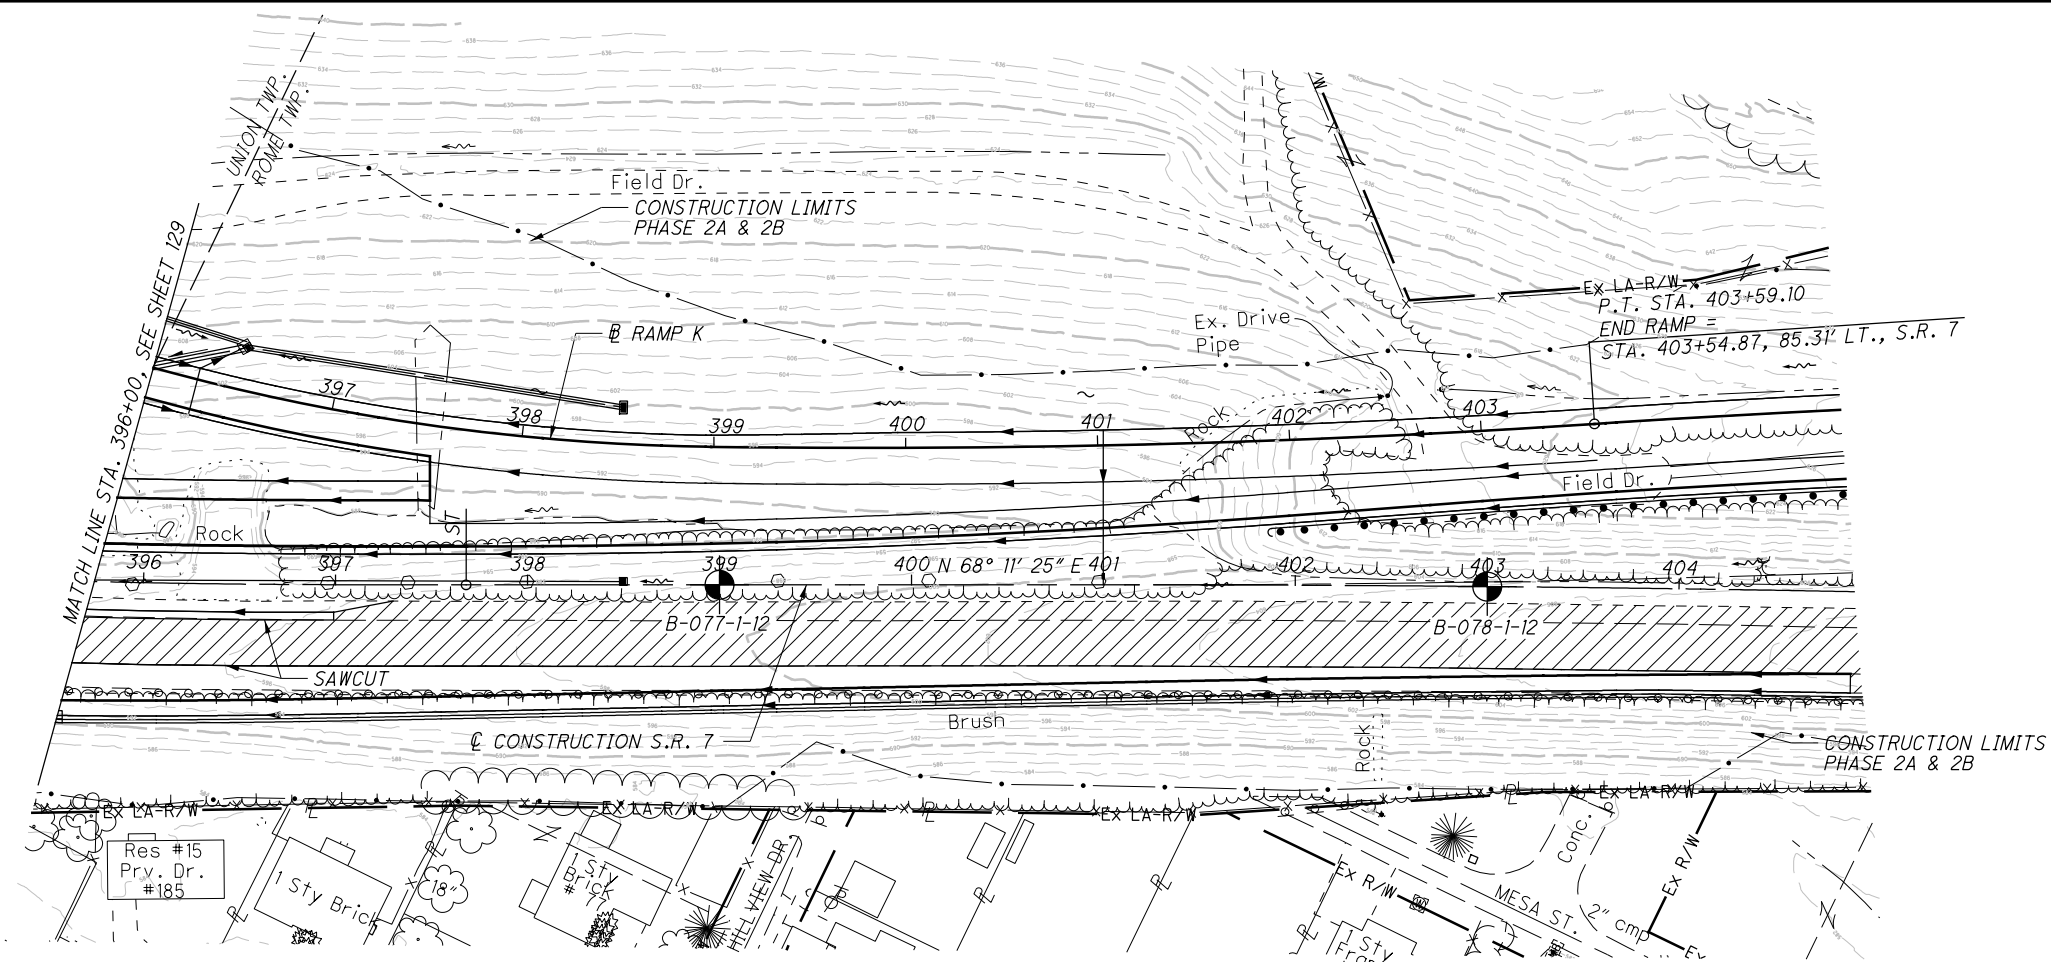 UNION TWP.
ROME TWP.
Field Dr.
CONSTRUCTION LIMITS
PHASE 2A & 2B
MATCH LINE STA. 396+00, SEE SHEET 129
Ex. Drive
Pipe
EX LA-R/W
P.T. STA. 403+59.10
END RAMP =
STA. 403+54.87, 85.31' LT., S.R. 7
℄ RAMP K
397
398
399
400
401
402
403
Rock
Field Dr.
Rock
ST
396
397
398
399
400
N 68° 11' 25" E
401
402
403
404
B-077-1-12
B-078-1-12
SAWCUT
Brush
℄ CONSTRUCTION S.R. 7
Rock
CONSTRUCTION LIMITS
PHASE 2A & 2B
EX LA-R/W
EX LA-R/W
EX LA-R/W
EX LA-R/W
Res #15
Prv. Dr.
#185
1 Sty Brick
18"
1 Sty
Brick
#77
HILLVIEW DR.
Ex R/W
MESA ST.
Conc.
2" cmp
EX R/W
1 Sty
Ex